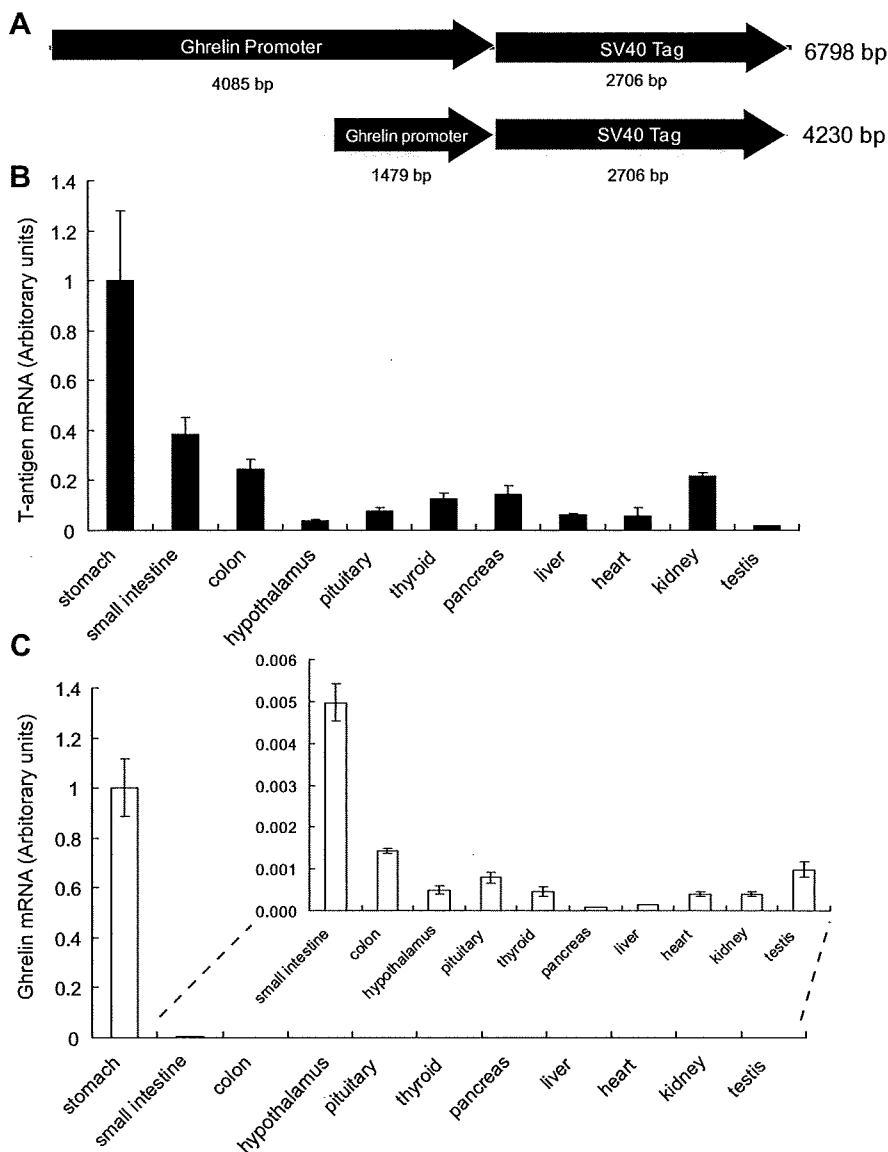 A
Ghrelin Promoter
SV40 Tag
6798 bp
4085 bp
2706 bp
Ghrelin promoter
SV40 Tag
4230 bp
1479 bp
2706 bp
B
T-antigen mRNA (Arbitorary units)
1.4
1.2
1
0.8
0.6
0.4
0.2
0
stomach
small intestine
colon
hypothalamus
pituitary
thyroid
pancreas
liver
heart
kidney
testis
C
Ghrelin mRNA (Arbitorary units)
1.4
1.2
1
0.8
0.6
0.4
0.2
0
0.006
0.005
0.004
0.003
0.002
0.001
0.000
small intestine
colon
hypothalamus
pituitary
thyroid
pancreas
liver
heart
kidney
testis
stomach
small intestine
colon
hypothalamus
pituitary
thyroid
pancreas
liver
heart
kidney
testis